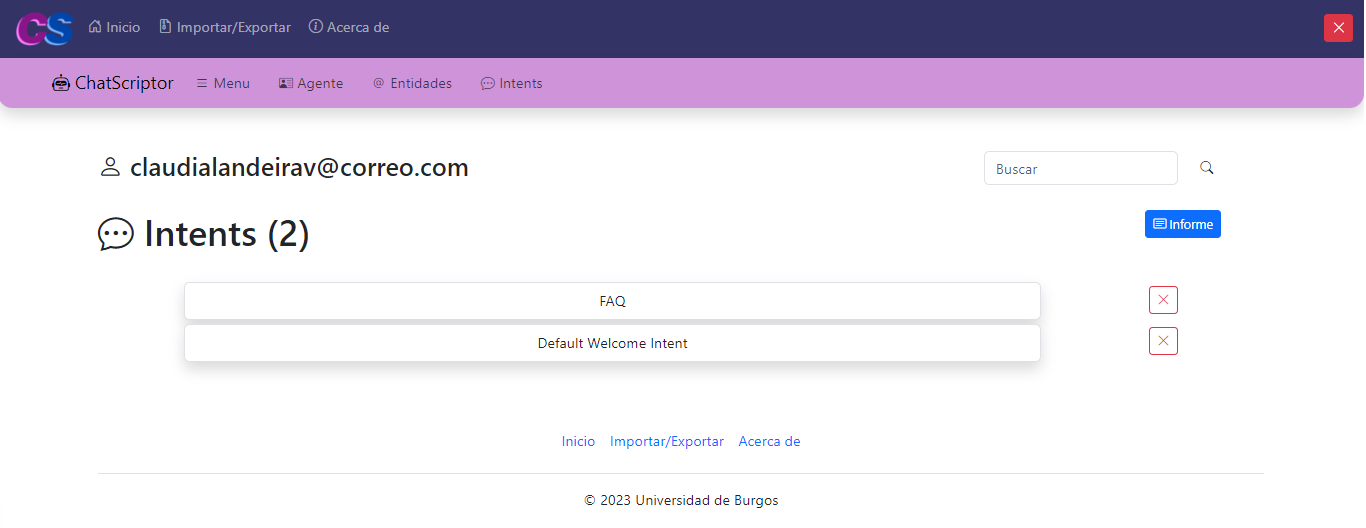 CS Inicio Importar/Exportar Acerca de
ChatScriptor Menu Agente Entidades Intents
claudialandeirav@correo.com Buscar
Intents (2) Informe
FAQ
Default Welcome Intent
Inicio Importar/Exportar Acerca de
© 2023 Universidad de Burgos